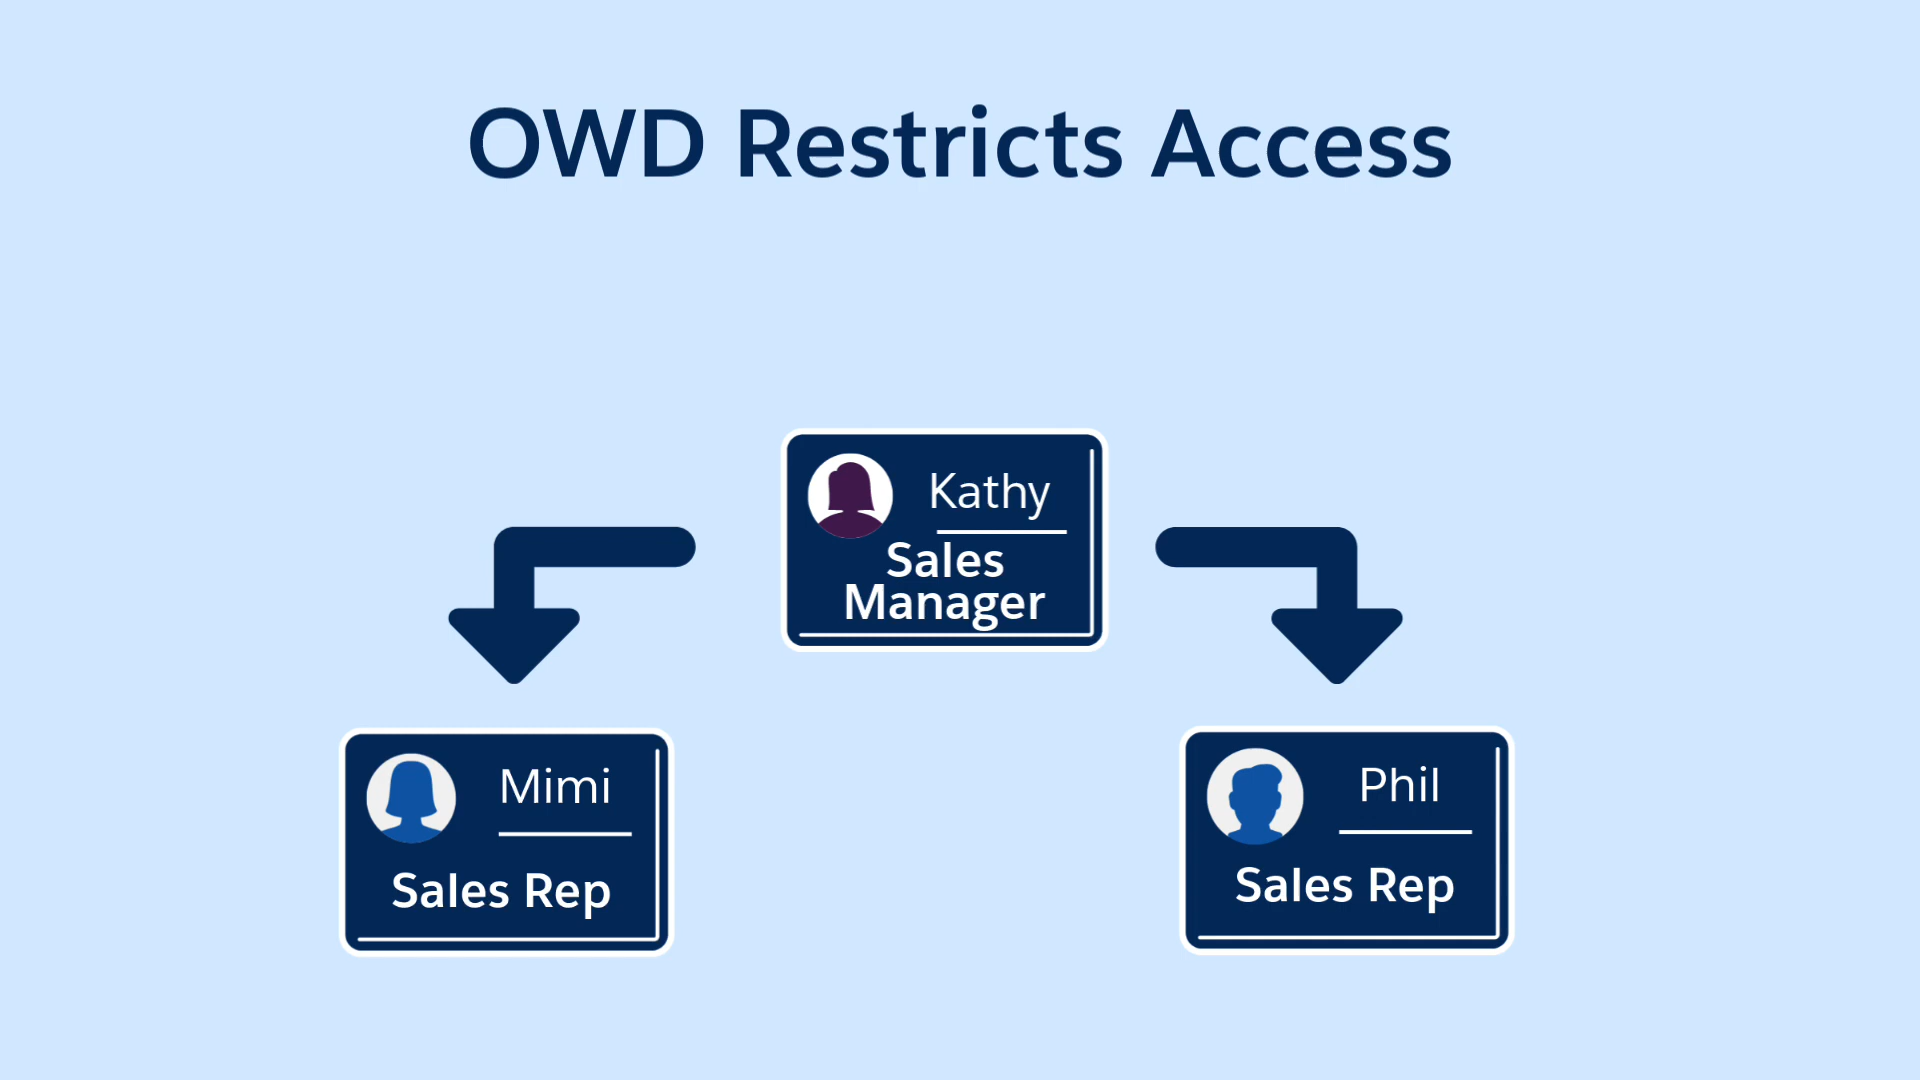 OWD Restricts Access
Kathy
Sales
Manager
Mimi
Sales Rep
Phil
Sales Rep